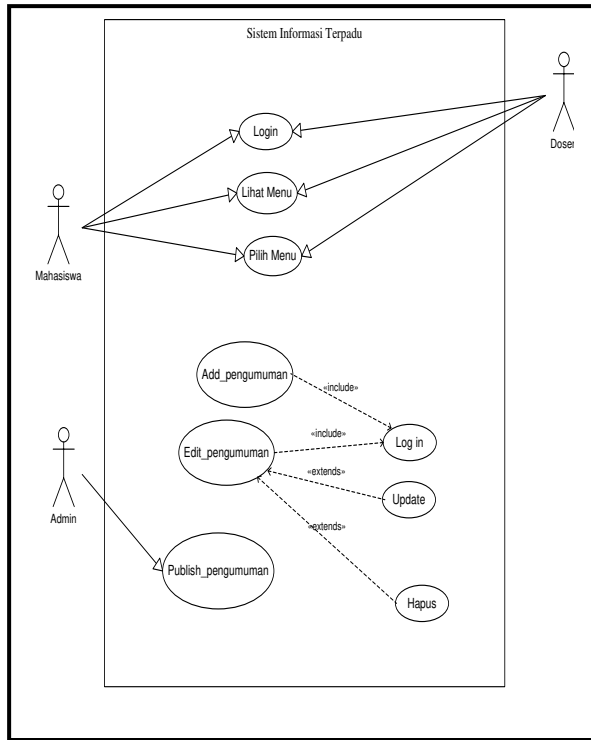 Sistem Informasi Terpadu
Login
Dosen
Lihat Menu
Mahasiswa
Pilih Menu
Add_pengumuman
«include»
«include»
Log in
Edit_pengumuman
«extends»
Update
Admin
«extends»
Publish_pengumuman
Hapus